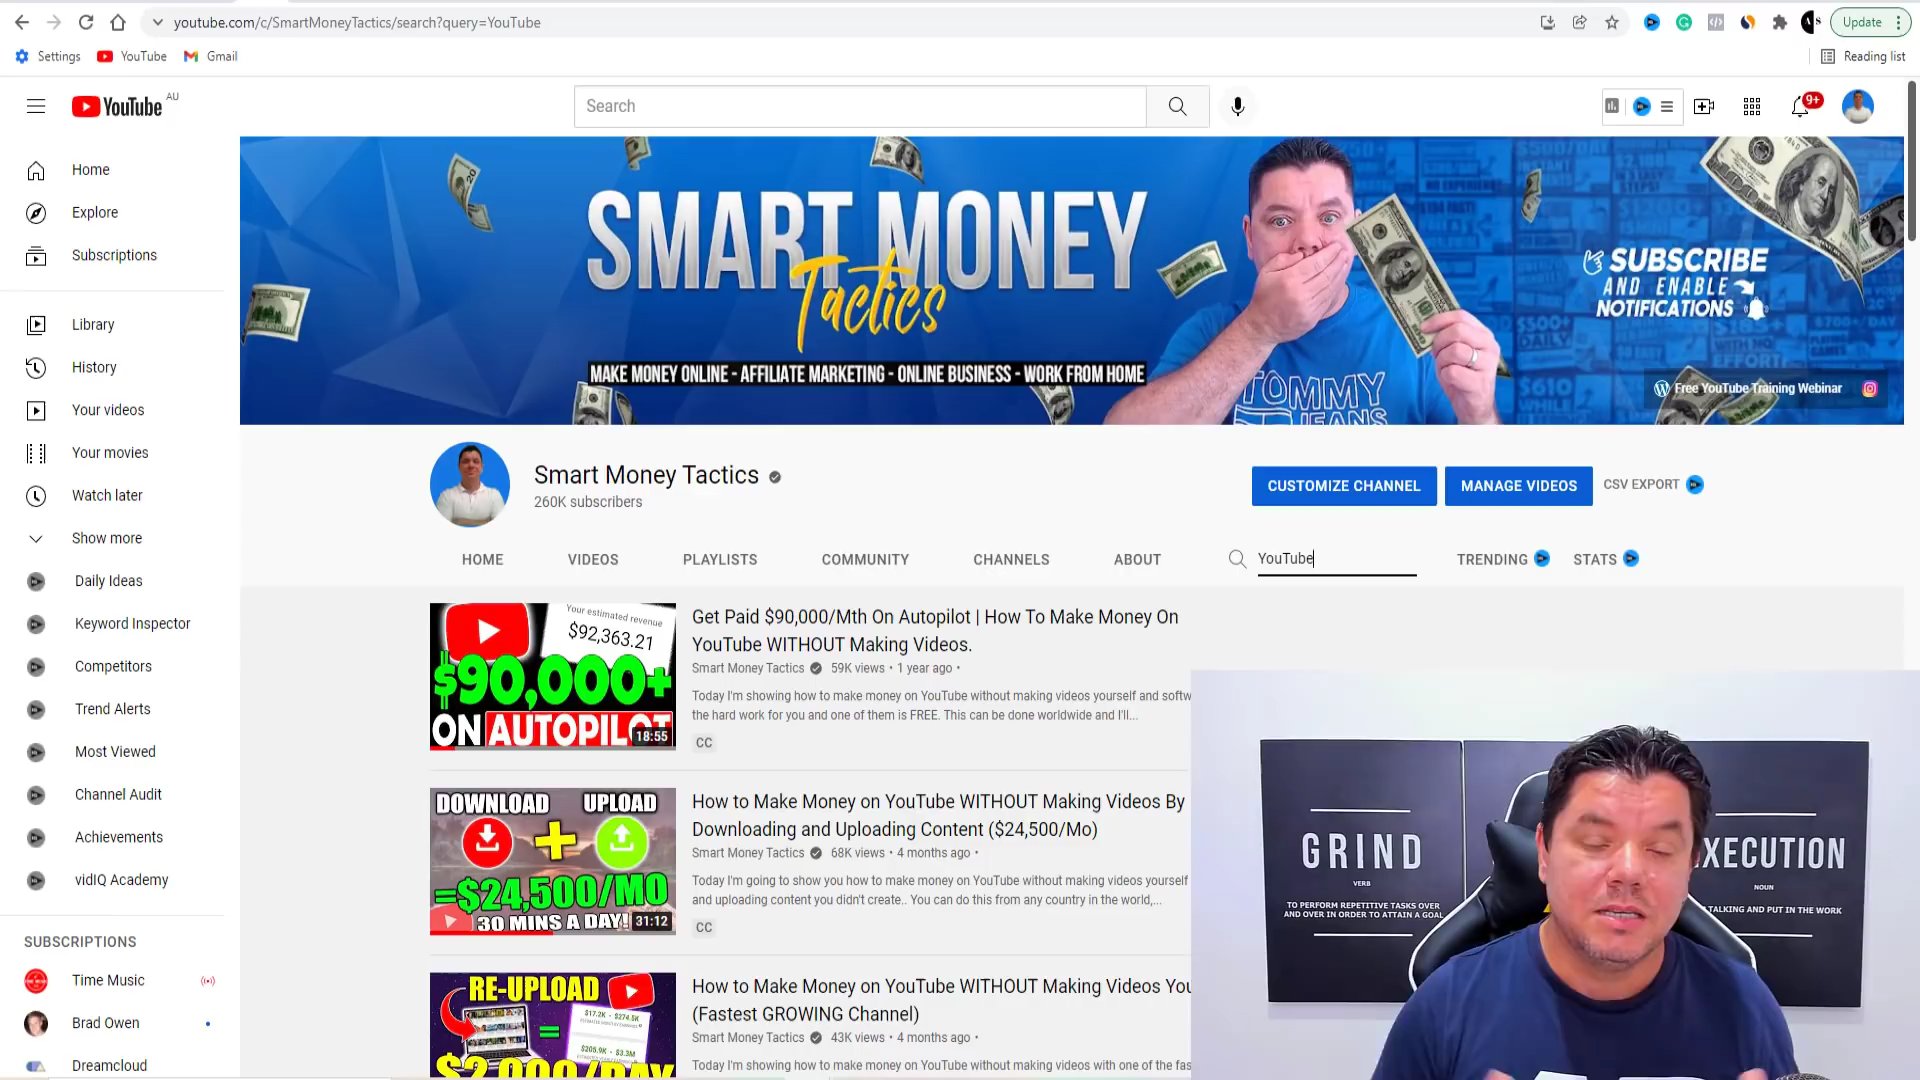 youtube.com/c/SmartMoneyTactics/search?query=YouTube
Update
Settings
YouTube
Gmail
Reading list
YouTube AU
Search
9+
SMART MONEY
Tactics
MAKE MONEY ONLINE - AFFILIATE MARKETING - ONLINE BUSINESS - WORK FROM HOME
SUBSCRIBE
AND ENABLE
NOTIFICATIONS
TOMMY
JEANS
Free YouTube Training Webinar
Home
Explore
Subscriptions
Library
History
Your videos
Your movies
Watch later
Show more
Daily Ideas
Keyword Inspector
Competitors
Trend Alerts
Most Viewed
Channel Audit
Achievements
vidIQ Academy
SUBSCRIPTIONS
Time Music
Brad Owen
Dreamcloud
Smart Money Tactics
260K subscribers
CUSTOMIZE CHANNEL
MANAGE VIDEOS
CSV EXPORT
HOME
VIDEOS
PLAYLISTS
COMMUNITY
CHANNELS
ABOUT
YouTube
TRENDING
STATS
Your estimated revenue
$92,363.21
$90,000+
ON AUTOPILOT
18:55
Get Paid $90,000/Mth On Autopilot | How To Make Money On
YouTube WITHOUT Making Videos.
Smart Money Tactics 59K views • 1 year ago •
Today I'm showing how to make money on YouTube without making videos yourself and softw
the hard work for you and one of them is FREE. This can be done worldwide and I'll...
CC
DOWNLOAD UPLOAD
=$24,500/MO
30 MINS A DAY!
31:12
How to Make Money on YouTube WITHOUT Making Videos By
Downloading and Uploading Content ($24,500/Mo)
Smart Money Tactics 68K views • 4 months ago •
Today I'm going to show you how to make money on YouTube without making videos yourself
and uploading content you didn't create.. You can do this from any country in the world,...
CC
RE-UPLOAD
$17.2K - $274.5K
$205.9K - $3.3M
$2,000/DAY
How to Make Money on YouTube WITHOUT Making Videos You
(Fastest GROWING Channel)
Smart Money Tactics 43K views • 4 months ago •
Today I'm showing how to make money on YouTube without making videos with one of the fas
GRIND
VERB
TO PERFORM REPETITIVE TASKS OVER
AND OVER IN ORDER TO ATTAIN A GOAL
XECUTION
NOUN
TALKING AND PUT IN THE WORK